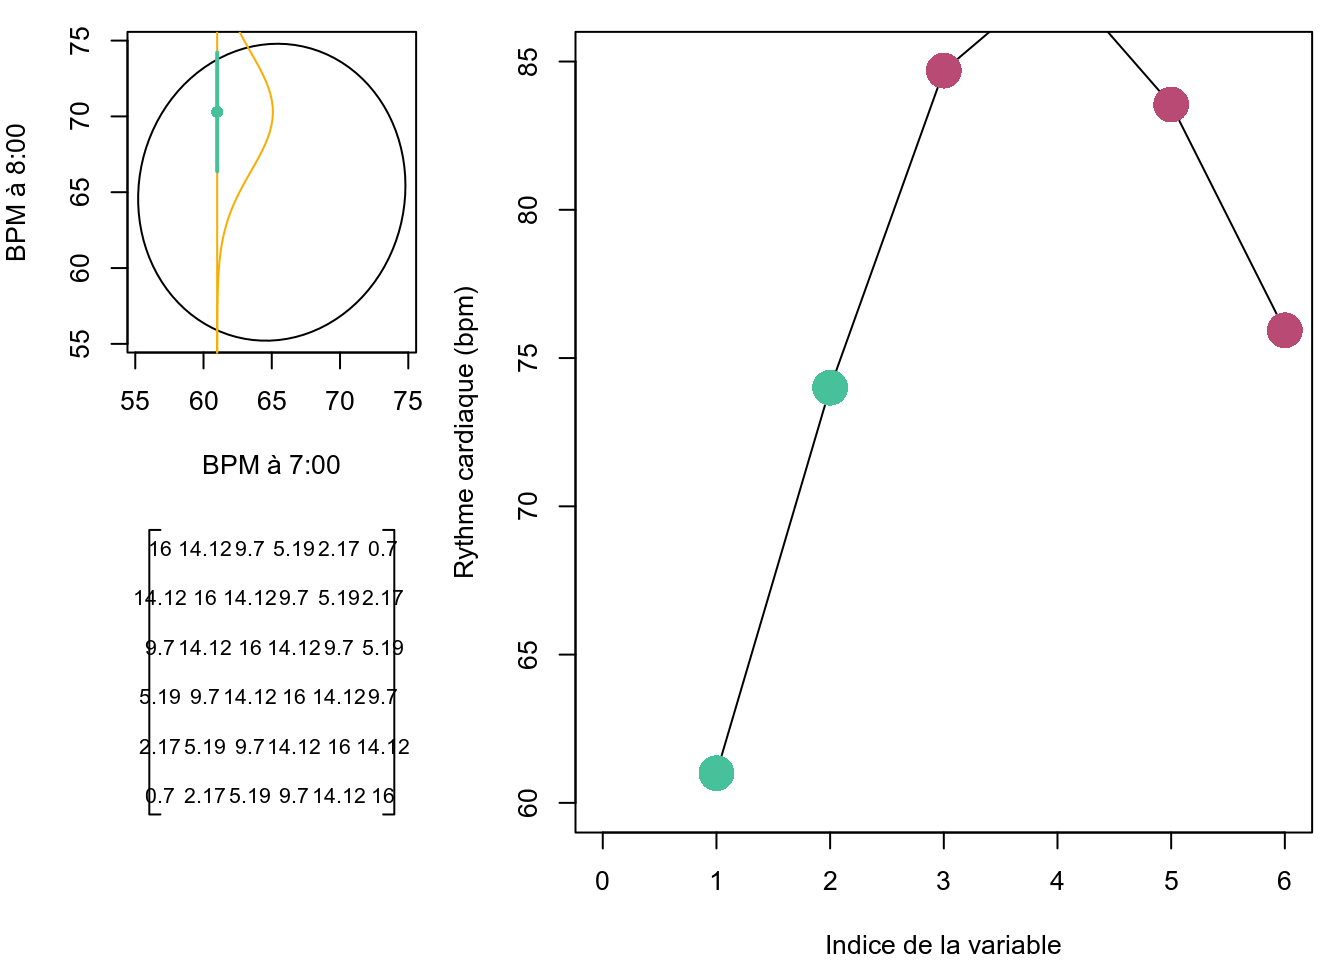 BPM à 8:00
75
70
65
60
55
55 60 65 70 75
BPM à 7:00
16 14.12 9.7 5.19 2.17 0.7
14.12 16 14.12 9.7 5.19 2.17
9.7 14.12 16 14.12 9.7 5.19
5.19 9.7 14.12 16 14.12 9.7
2.17 5.19 9.7 14.12 16 14.12
0.7 2.17 5.19 9.7 14.12 16
Rythme cardiaque (bpm)
85
80
75
70
65
60
0 1 2 3 4 5 6
Indice de la variable